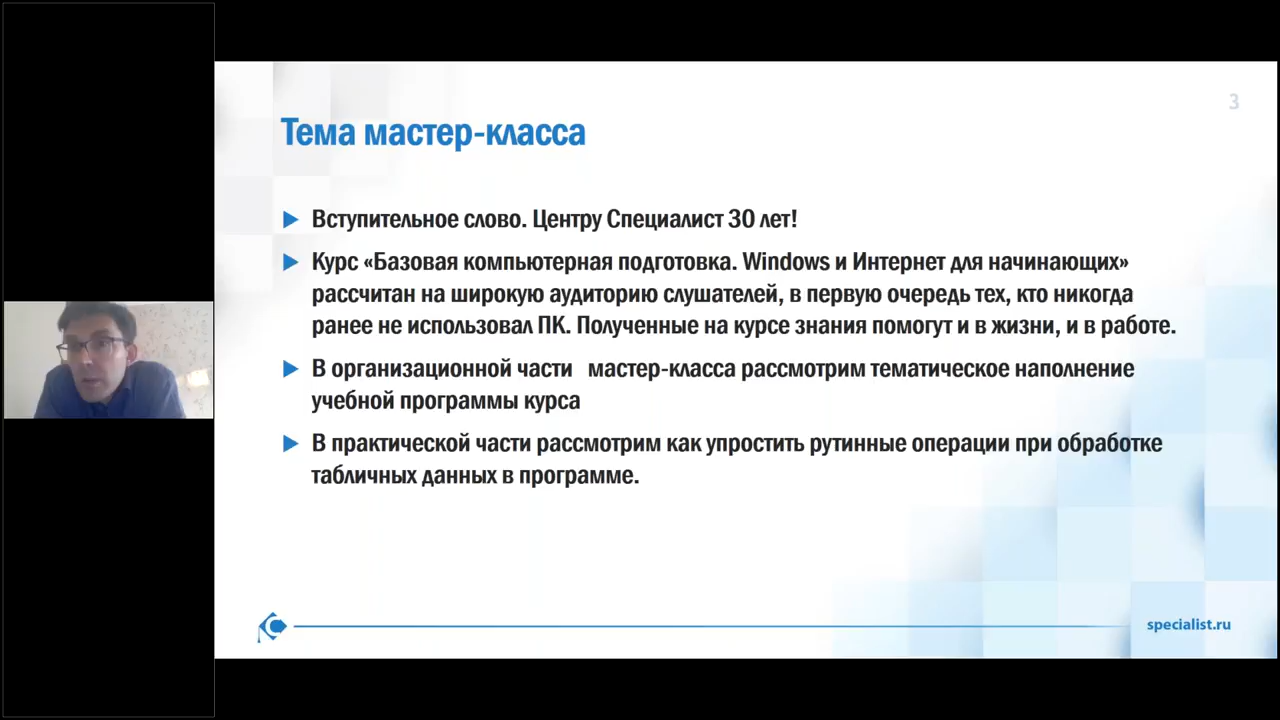 3
Тема мастер-класса
Вступительное слово. Центру Специалист 30 лет!
Курс «Базовая компьютерная подготовка. Windows и Интернет для начинающих»
рассчитан на широкую аудиторию слушателей, в первую очередь тех, кто никогда
ранее не использовал ПК. Полученные на курсе знания помогут и в жизни, и в работе.
В организационной части мастер-класса рассмотрим тематическое наполнение
учебной программы курса
В практической части рассмотрим как упростить рутинные операции при обработке
табличных данных в программе.
specialist.ru